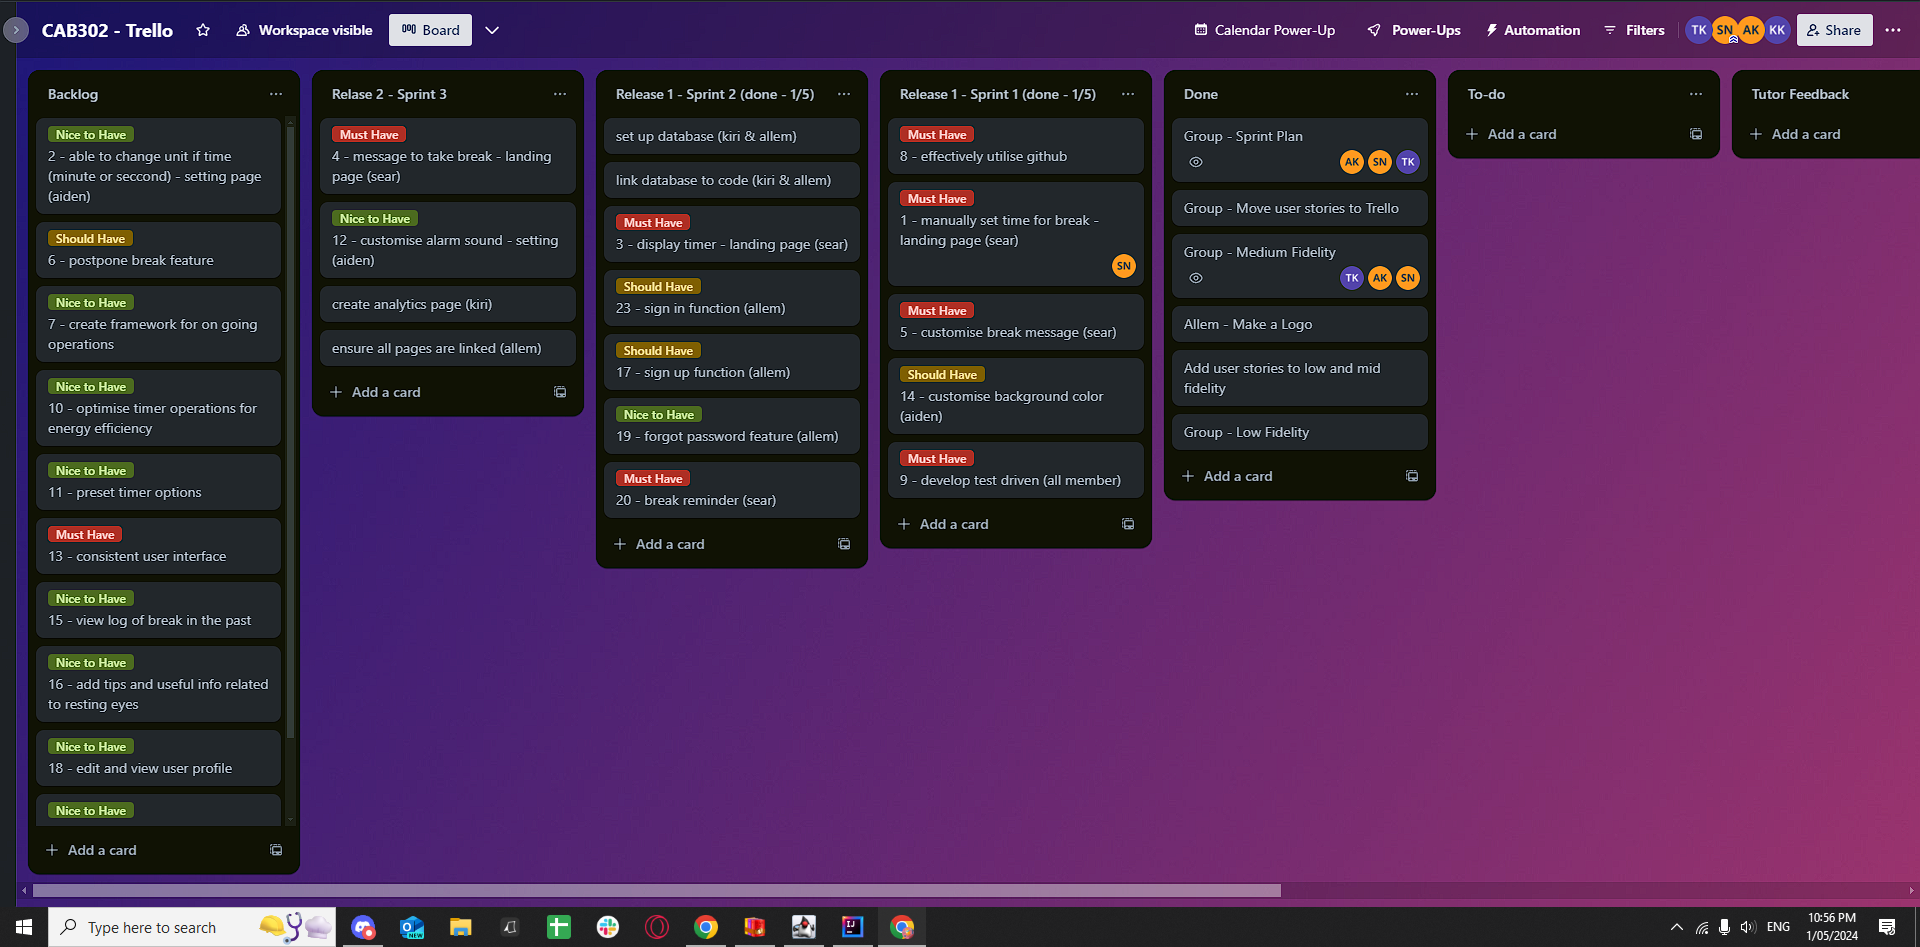 CAB302 - Trello
Workspace visible
Board
Calendar Power-Up
Power-Ups
Automation
Filters
TK
SN
AK
KK
Share
Backlog
Nice to Have
2 - able to change unit if time
(minute or seccond) - setting page
(aiden)
Should Have
6 - postpone break feature
Nice to Have
7 - create framework for on going
operations
Nice to Have
10 - optimise timer operations for
energy efficiency
Nice to Have
11 - preset timer options
Must Have
13 - consistent user interface
Nice to Have
15 - view log of break in the past
Nice to Have
16 - add tips and useful info related
to resting eyes
Nice to Have
18 - edit and view user profile
Nice to Have
Add a card
Relase 2 - Sprint 3
Must Have
4 - message to take break - landing
page (sear)
Nice to Have
12 - customise alarm sound - setting
(aiden)
create analytics page (kiri)
ensure all pages are linked (allem)
Add a card
Release 1 - Sprint 2 (done - 1/5)
set up database (kiri & allem)
link database to code (kiri & allem)
Must Have
3 - display timer - landing page (sear)
Should Have
23 - sign in function (allem)
Should Have
17 - sign up function (allem)
Nice to Have
19 - forgot password feature (allem)
Must Have
20 - break reminder (sear)
Add a card
Release 1 - Sprint 1 (done - 1/5)
Must Have
8 - effectively utilise github
Must Have
1 - manually set time for break -
landing page (sear)
SN
Must Have
5 - customise break message (sear)
Should Have
14 - customise background color
(aiden)
Must Have
9 - develop test driven (all member)
Add a card
Done
Group - Sprint Plan
AK
SN
TK
Group - Move user stories to Trello
Group - Medium Fidelity
TK
AK
SN
Allem - Make a Logo
Add user stories to low and mid
fidelity
Group - Low Fidelity
Add a card
To-do
Add a card
Tutor Feedback
Add a card
Type here to search
NEW
IJ
ENG
10:56 PM
1/05/2024